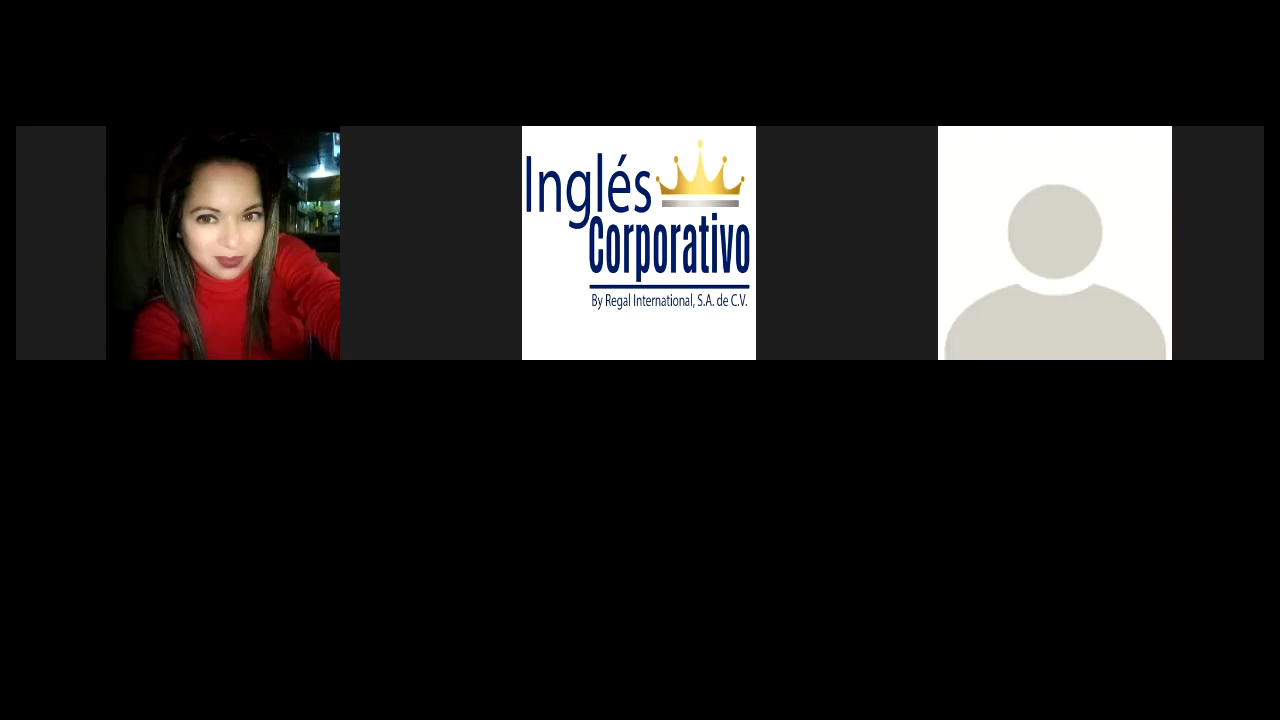 Inglés
Corporativo
By Regal International, S.A. de C.V.